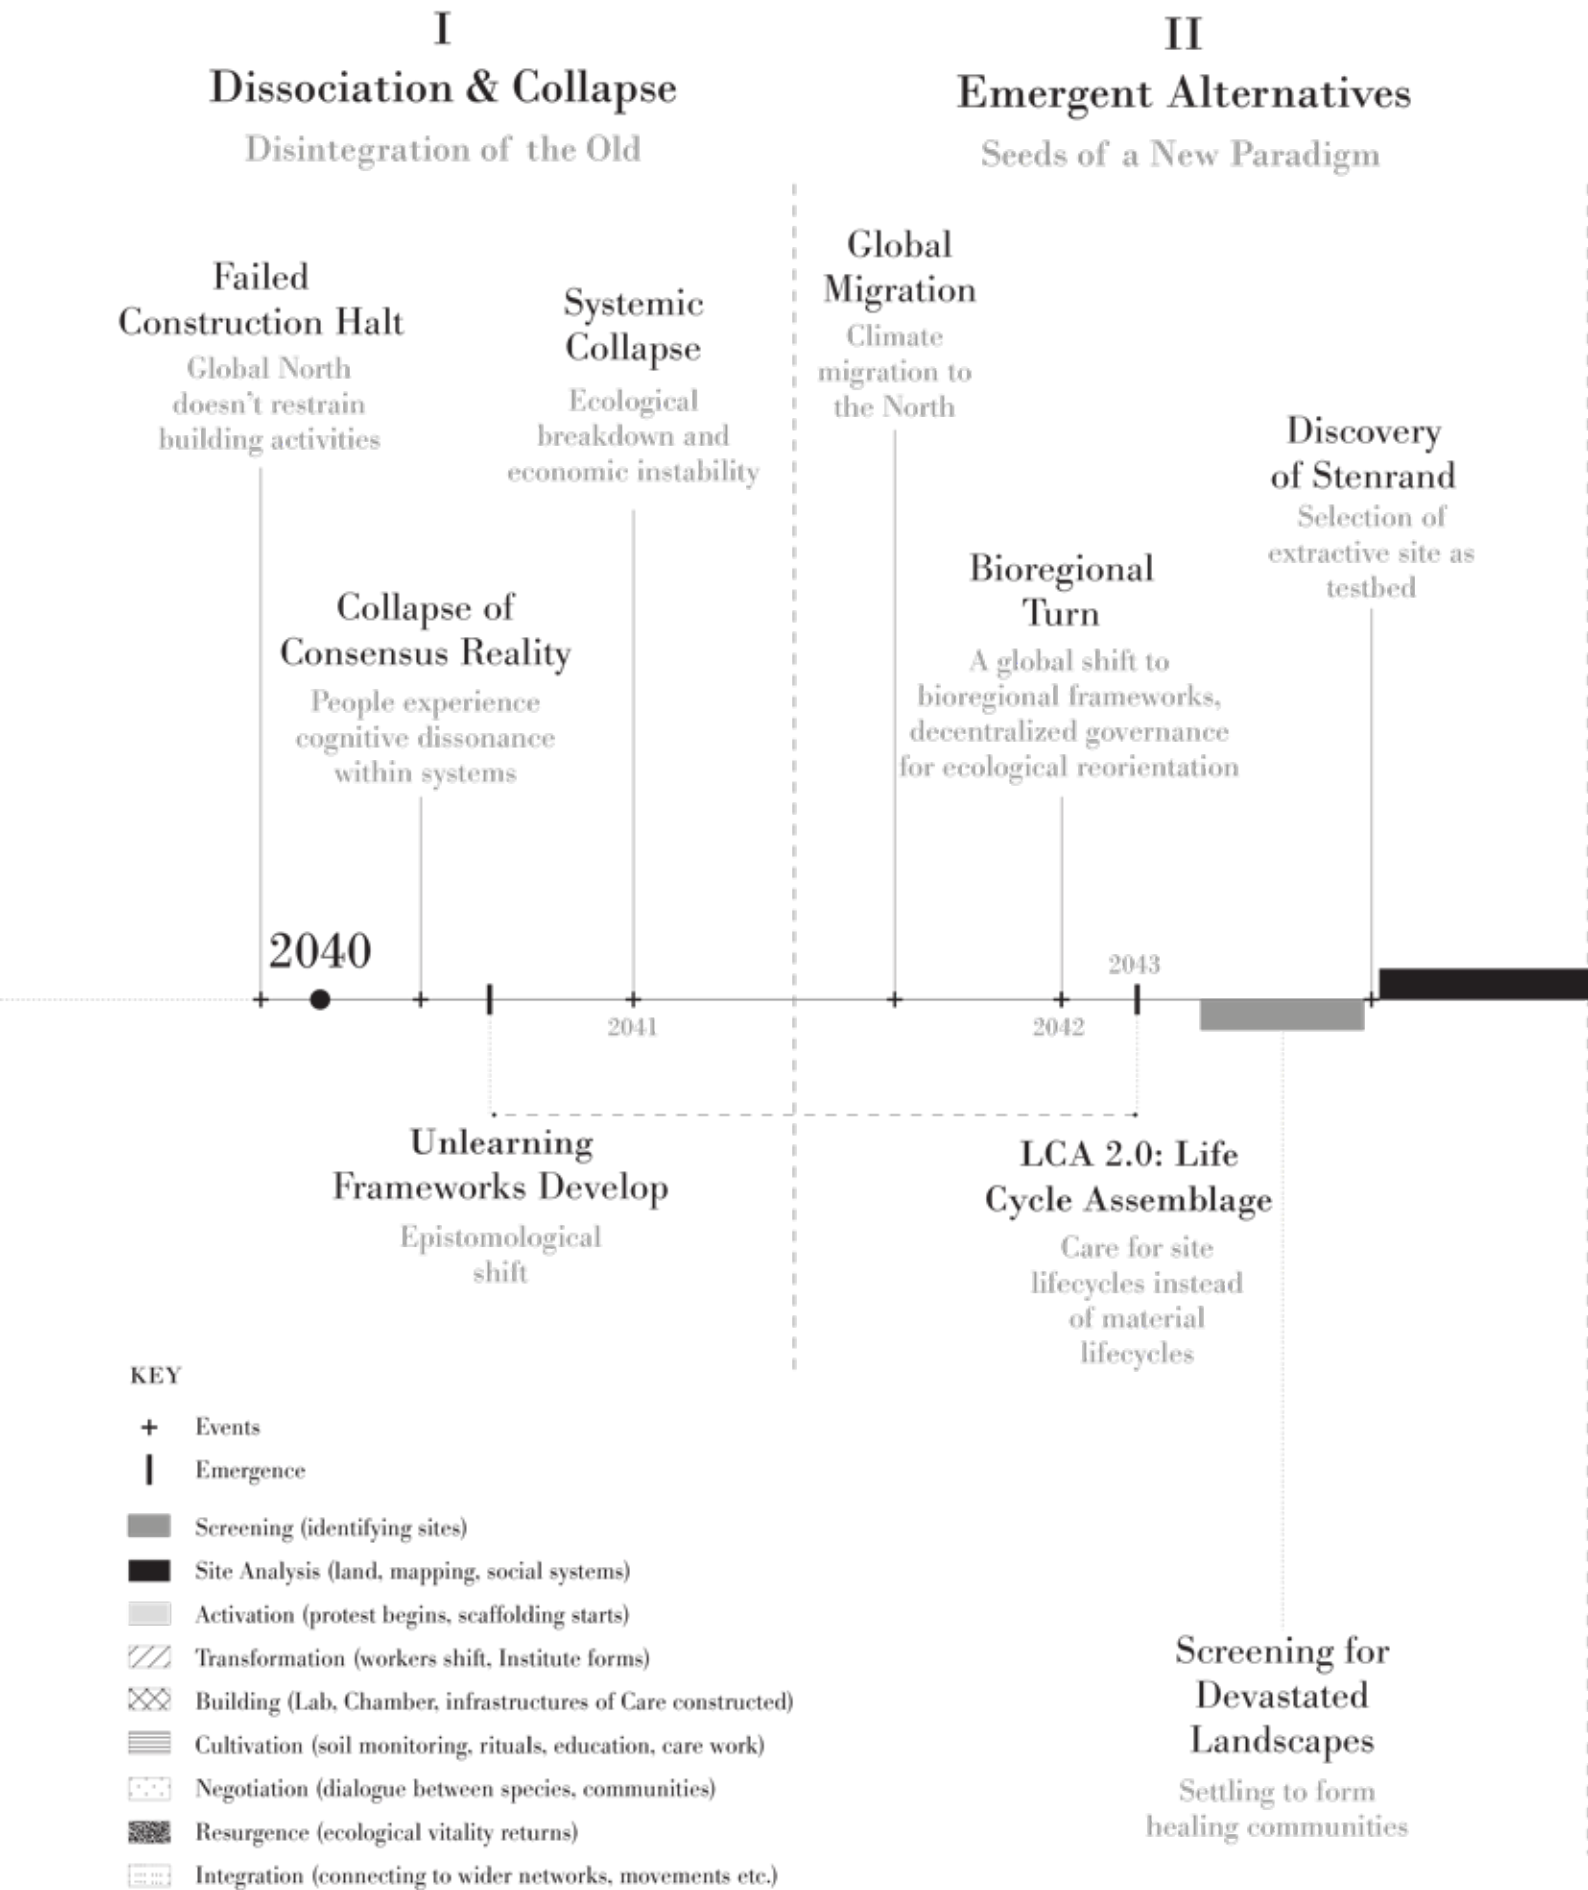 I
Dissociation & Collapse
Disintegration of the Old
II
Emergent Alternatives
Seeds of a New Paradigm
Failed
Construction Halt
Global North
doesn't restrain
building activities
Collapse of
Consensus Reality
People experience
cognitive dissonance
within systems
Systemic
Collapse
Ecological
breakdown and
economic instability
Global
Migration
Climate
migration to
the North
Bioregional
Turn
A global shift to
bioregional frameworks,
decentralized governance
for ecological reorientation
Discovery
of Stenrand
Selection of
extractive site as
testbed
2040
2041
2042
2043
Unlearning
Frameworks Develop
Epistomological
shift
LCA 2.0: Life
Cycle Assemblage
Care for site
lifecycles instead
of material
lifecycles
Screening for
Devastated
Landscapes
Settling to form
healing communities
KEY
Events
Emergence
Screening (identifying sites)
Site Analysis (land, mapping, social systems)
Activation (protest begins, scaffolding starts)
Transformation (workers shift, Institute forms)
Building (Lab, Chamber, infrastructures of Care constructed)
Cultivation (soil monitoring, rituals, education, care work)
Negotiation (dialogue between species, communities)
Resurgence (ecological vitality returns)
Integration (connecting to wider networks, movements etc.)